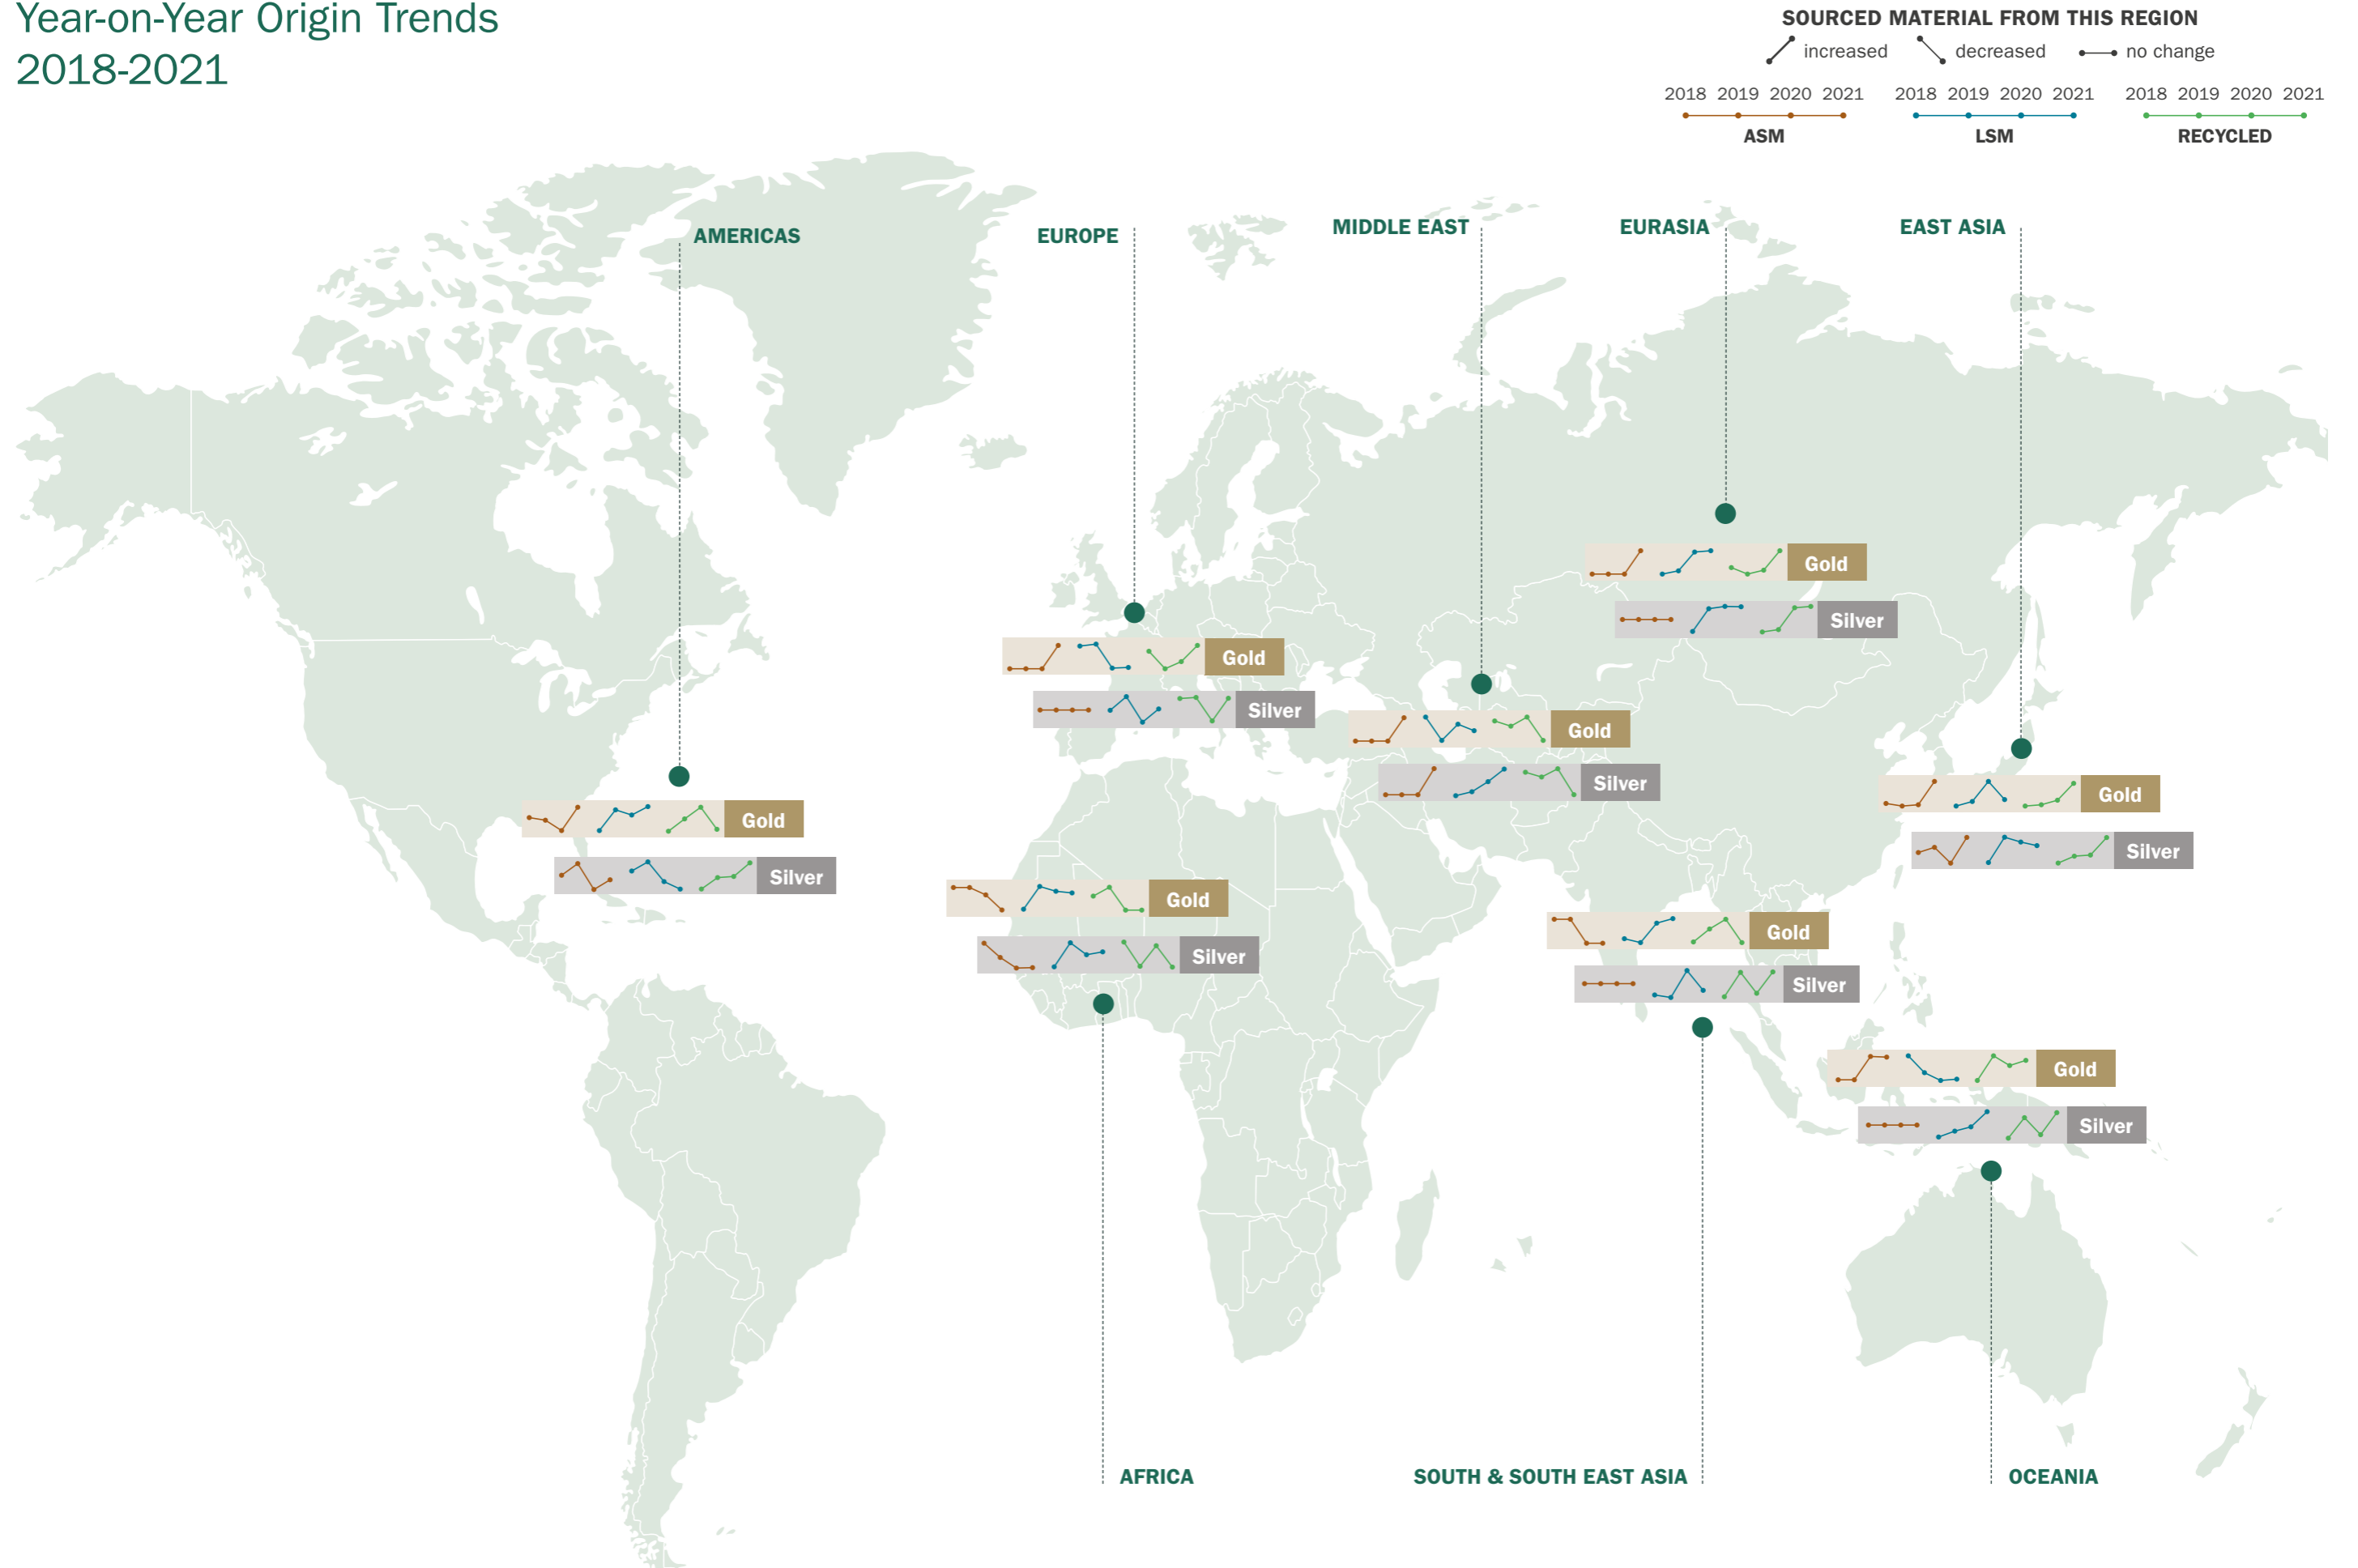 Year-on-Year Origin Trends
2018-2021
SOURCED MATERIAL FROM THIS REGION
increased decreased no change
2018 2019 2020 2021 2018 2019 2020 2021 2018 2019 2020 2021
ASM LSM RECYCLED
AMERICAS EUROPE MIDDLE EAST EURASIA EAST ASIA
Gold
Silver
Gold
Silver
Gold
Silver
Gold
Silver
Gold
Silver
Gold
Silver
Gold
Silver
Gold
Silver
AFRICA SOUTH & SOUTH EAST ASIA OCEANIA